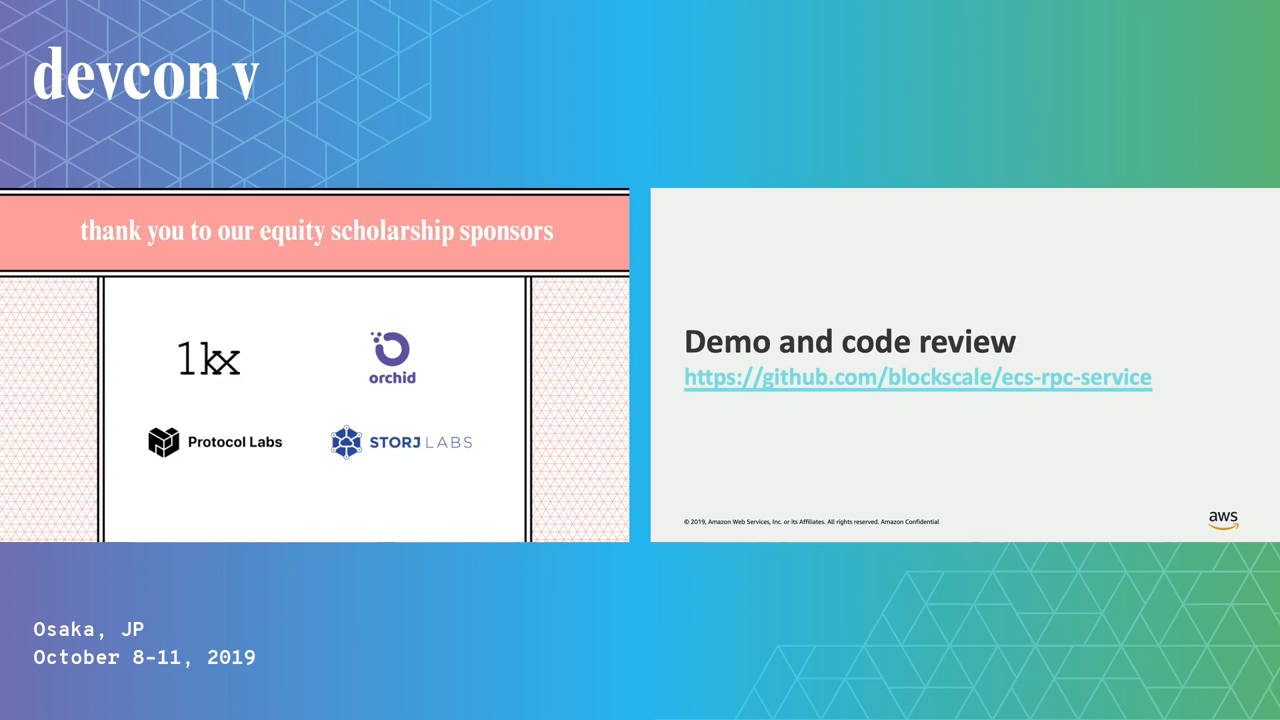 devcon v
thank you to our equity scholarship sponsors
1kx
orchid
Protocol Labs
STORJ LABS
Demo and code review
https://github.com/blockscale/ecs-rpc-service
© 2019, Amazon Web Services, Inc. or its Affiliates. All rights reserved. Amazon Confidential
aws
Osaka, JP
October 8-11, 2019